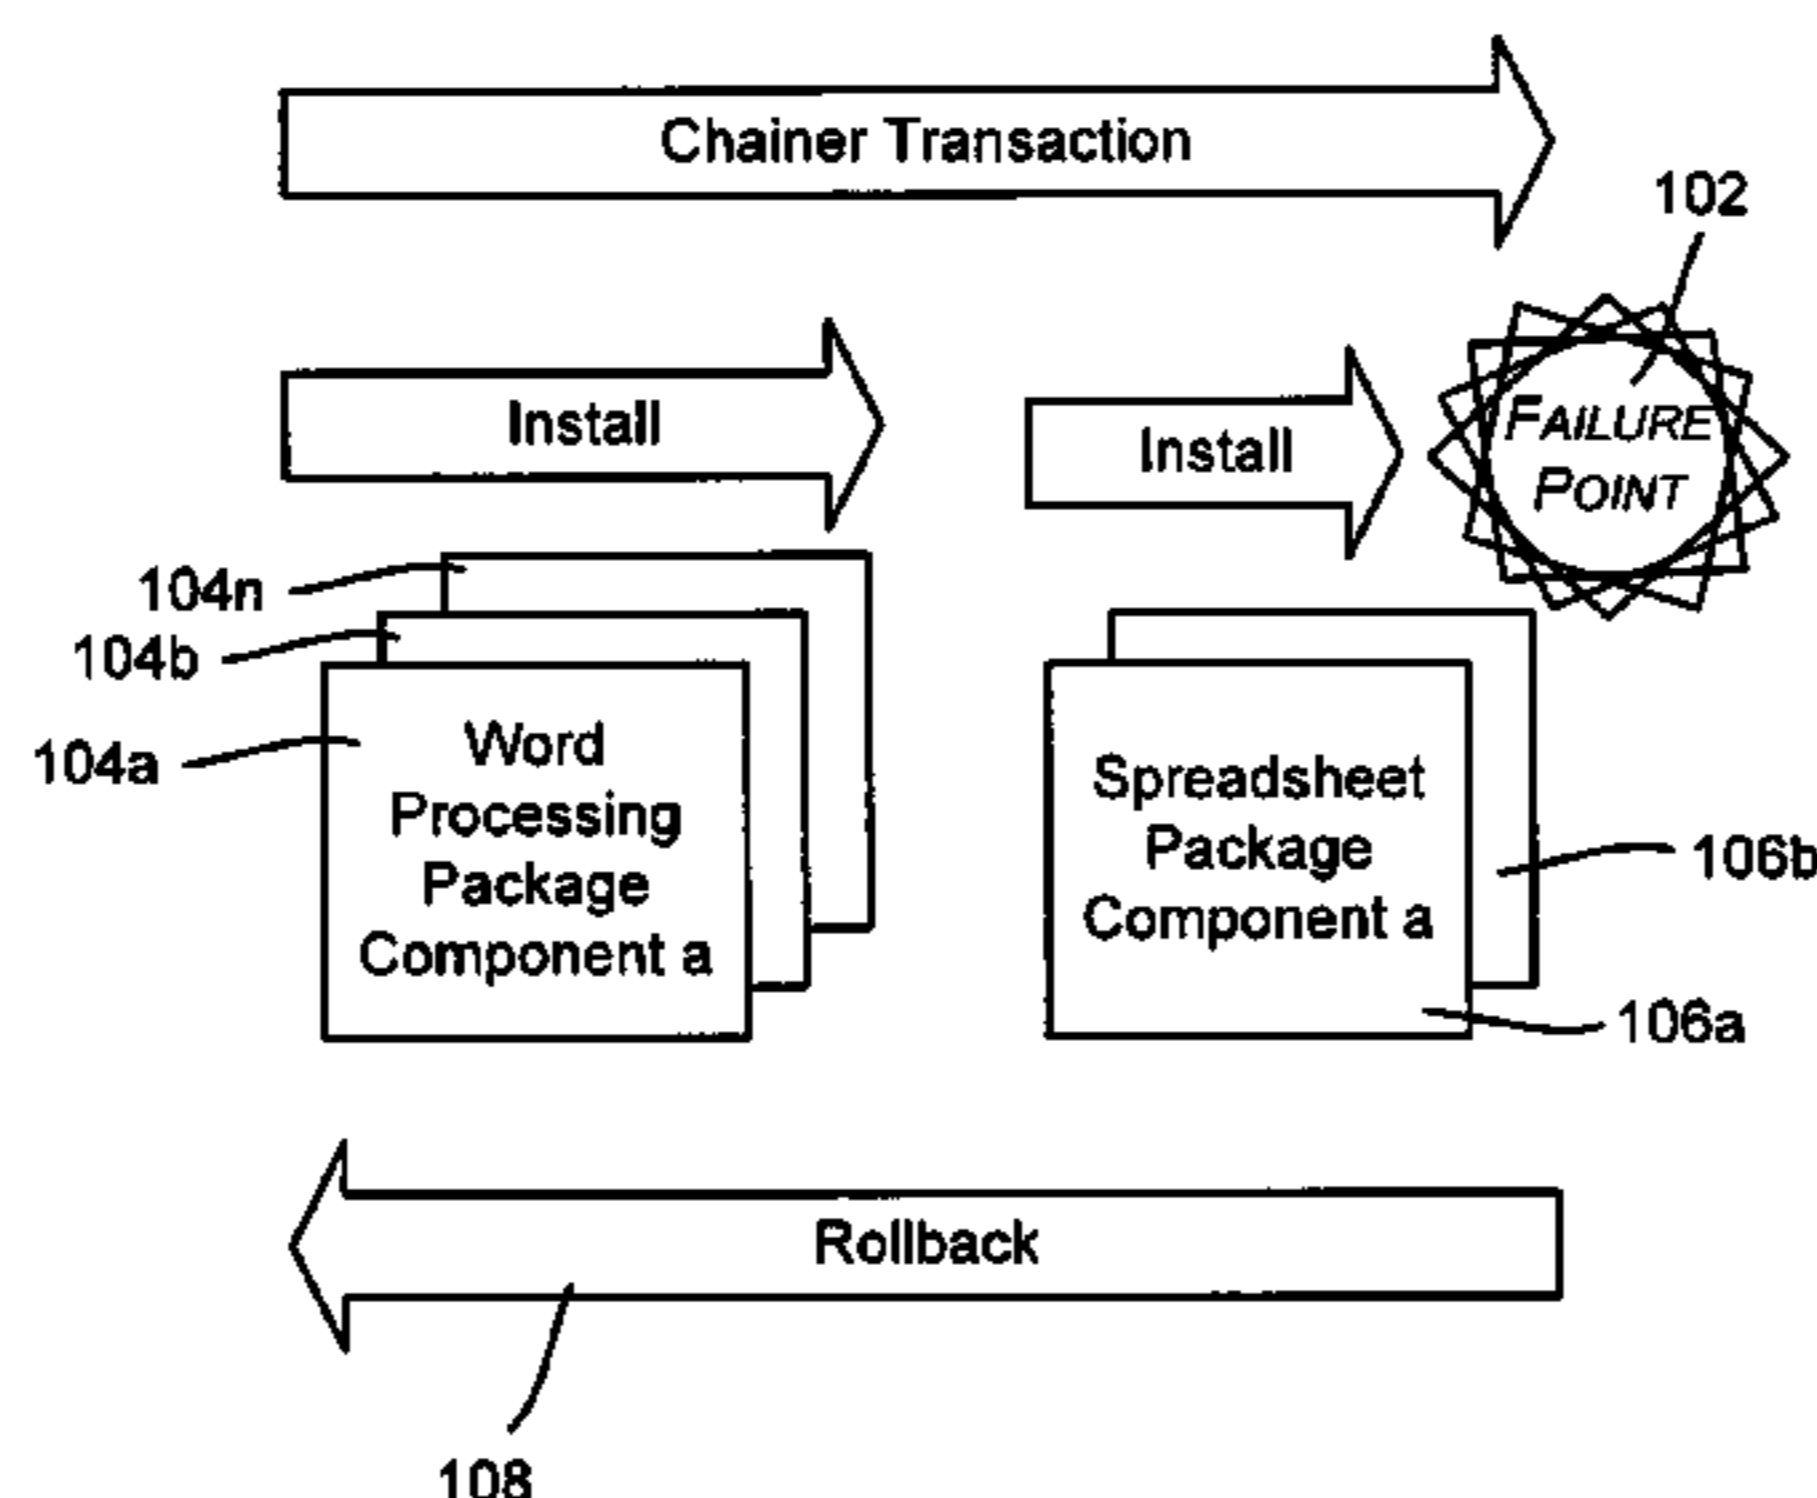 Chainer Transaction
102
Install
Install
FAILURE
POINT
104n
104b
104a
Word
Processing
Package
Component a
Spreadsheet
Package
Component a
106b
106a
Rollback
108